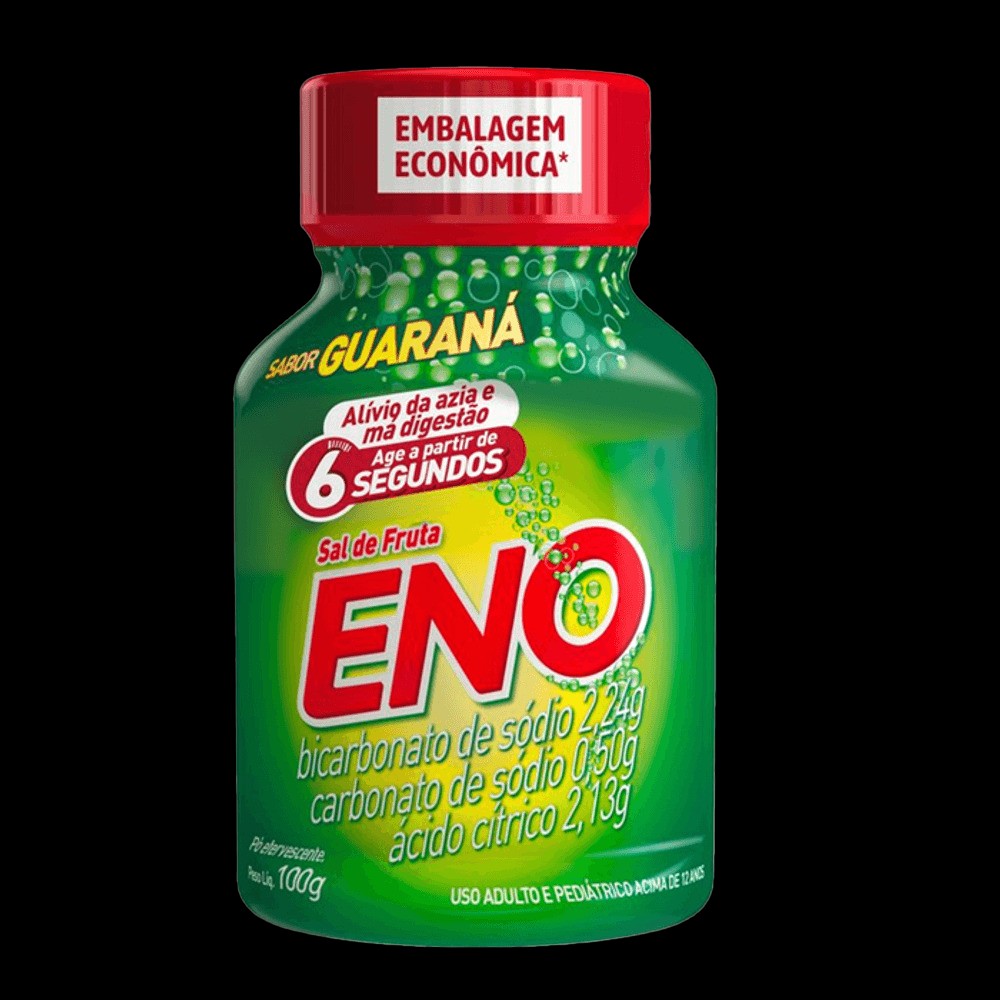 EMBALAGEM
ECONÔMICA*
SABOR GUARANÁ
Alívio da azia e
má digestão
6 Age a partir de
SEGUNDOS
Sal de Fruta
ENO
bicarbonato de sódio 2,24g
carbonato de sódio 0,50g
ácido cítrico 2,13g
Pó efervescente
Peso Líq. 100g
USO ADULTO E PEDIÁTRICO ACIMA DE 12 ANOS